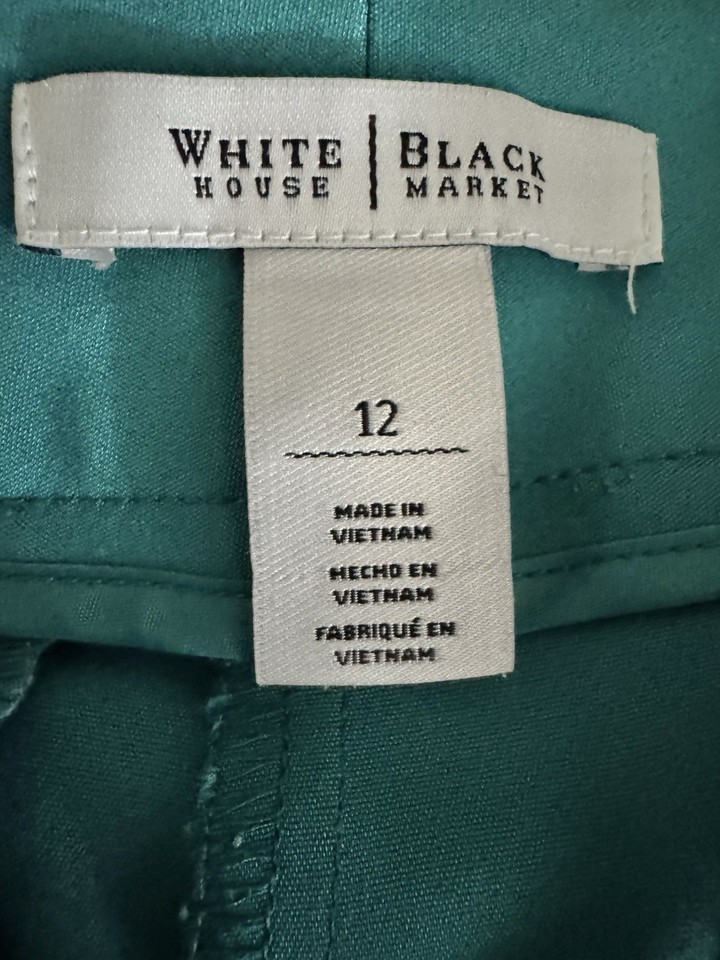 WHITE | BLACK
HOUSE | MARKET
12
MADE IN
VIETNAM
HECHO EN
VIETNAM
FABRIQUÉ EN
VIETNAM